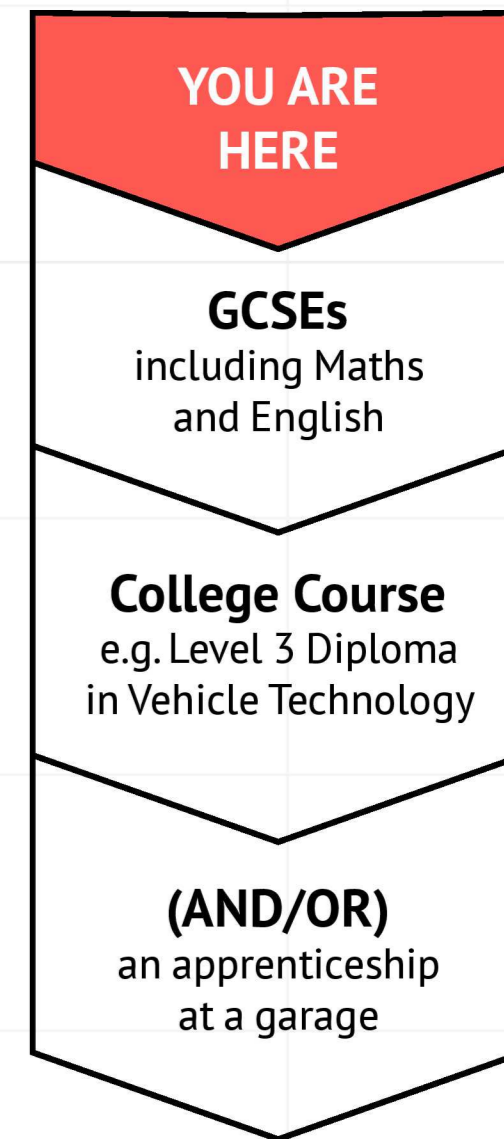 YOU ARE
HERE
GCSEs
including Maths
and English
College Course
e.g. Level 3 Diploma
in Vehicle Technology
(AND/OR)
an apprenticeship
at a garage